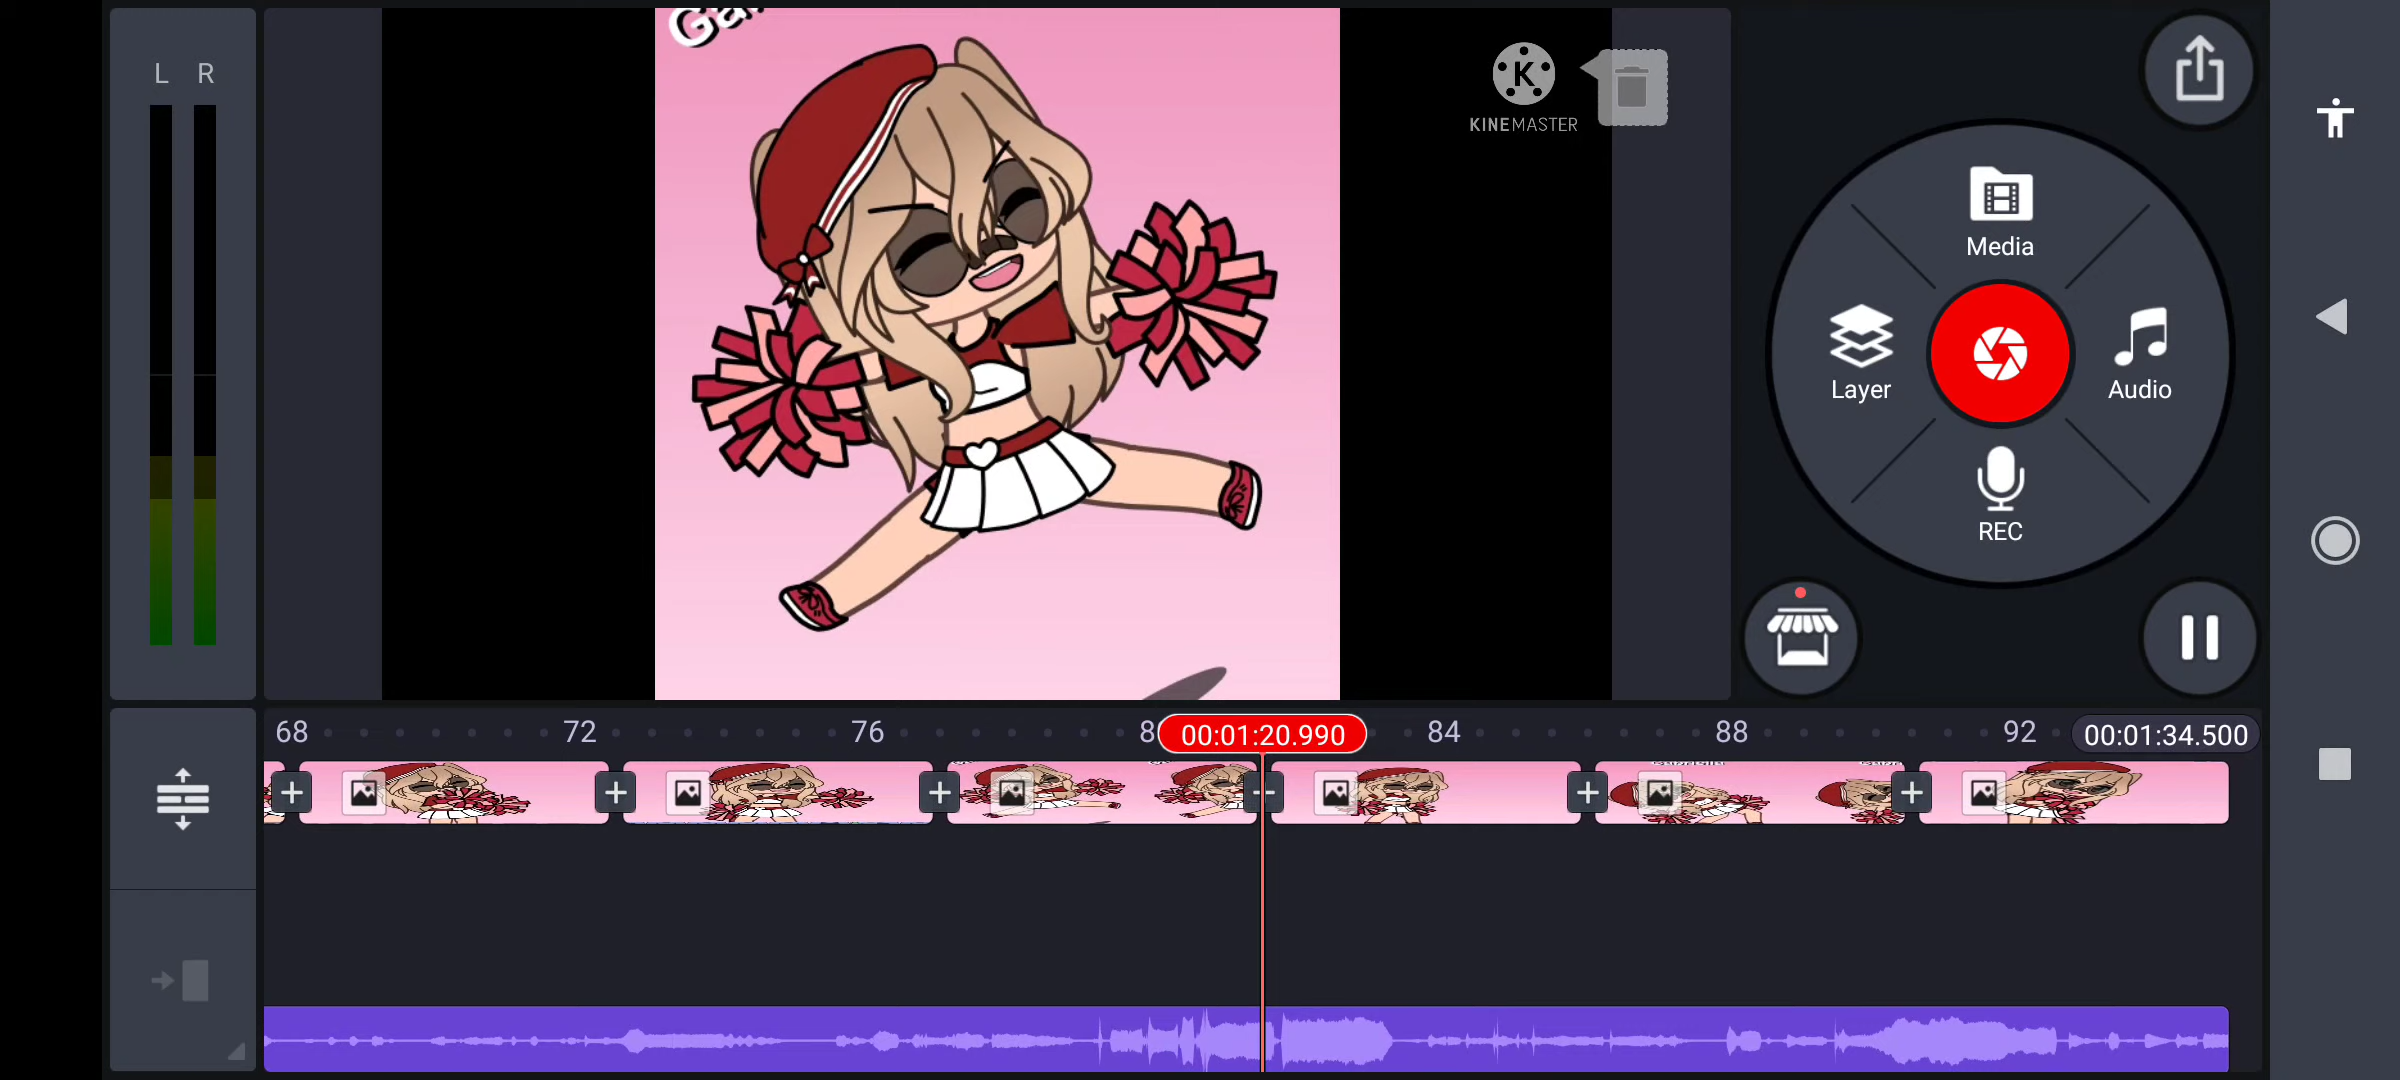 L R
KINEMASTER
Media
Layer
Audio
REC
68 72 76 8 00:01:20.990 84 88 92 00:01:34.500